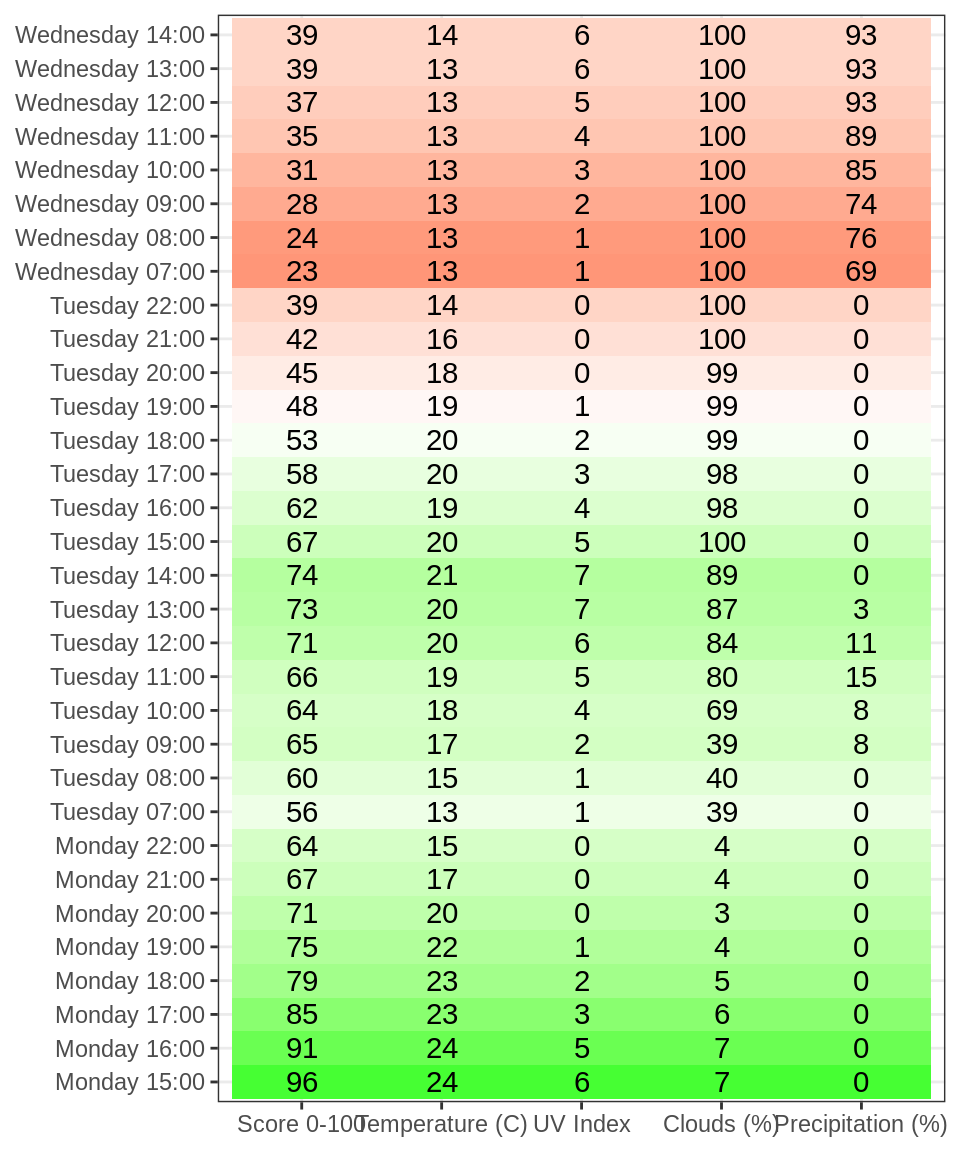 Wednesday 14:00 39 14 6 100 93
Wednesday 13:00 39 13 6 100 93
Wednesday 12:00 37 13 5 100 93
Wednesday 11:00 35 13 4 100 89
Wednesday 10:00 31 13 3 100 85
Wednesday 09:00 28 13 2 100 74
Wednesday 08:00 24 13 1 100 76
Wednesday 07:00 23 13 1 100 69
Tuesday 22:00 39 14 0 100 0
Tuesday 21:00 42 16 0 100 0
Tuesday 20:00 45 18 0 99 0
Tuesday 19:00 48 19 1 99 0
Tuesday 18:00 53 20 2 99 0
Tuesday 17:00 58 20 3 98 0
Tuesday 16:00 62 19 4 98 0
Tuesday 15:00 67 20 5 100 0
Tuesday 14:00 74 21 7 89 0
Tuesday 13:00 73 20 7 87 3
Tuesday 12:00 71 20 6 84 11
Tuesday 11:00 66 19 5 80 15
Tuesday 10:00 64 18 4 69 8
Tuesday 09:00 65 17 2 39 8
Tuesday 08:00 60 15 1 40 0
Tuesday 07:00 56 13 1 39 0
Monday 22:00 64 15 0 4 0
Monday 21:00 67 17 0 4 0
Monday 20:00 71 20 0 3 0
Monday 19:00 75 22 1 4 0
Monday 18:00 79 23 2 5 0
Monday 17:00 85 23 3 6 0
Monday 16:00 91 24 5 7 0
Monday 15:00 96 24 6 7 0
Score 0-100 Temperature (C) UV Index Clouds (%) Precipitation (%)